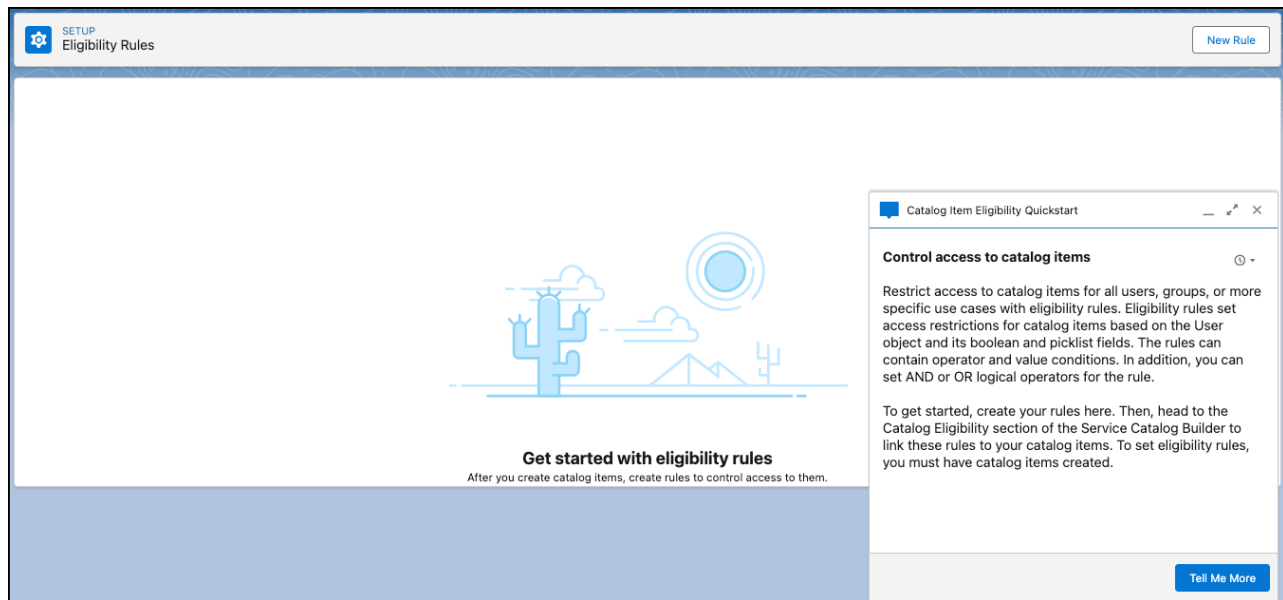 SETUP
Eligibility Rules
New Rule
Get started with eligibility rules
After you create catalog items, create rules to control access to them.
Catalog Item Eligibility Quickstart
Control access to catalog items
Restrict access to catalog items for all users, groups, or more
specific use cases with eligibility rules. Eligibility rules set
access restrictions for catalog items based on the User
object and its boolean and picklist fields. The rules can
contain operator and value conditions. In addition, you can
set AND or OR logical operators for the rule.
To get started, create your rules here. Then, head to the
Catalog Eligibility section of the Service Catalog Builder to
link these rules to your catalog items. To set eligibility rules,
you must have catalog items created.
Tell Me More